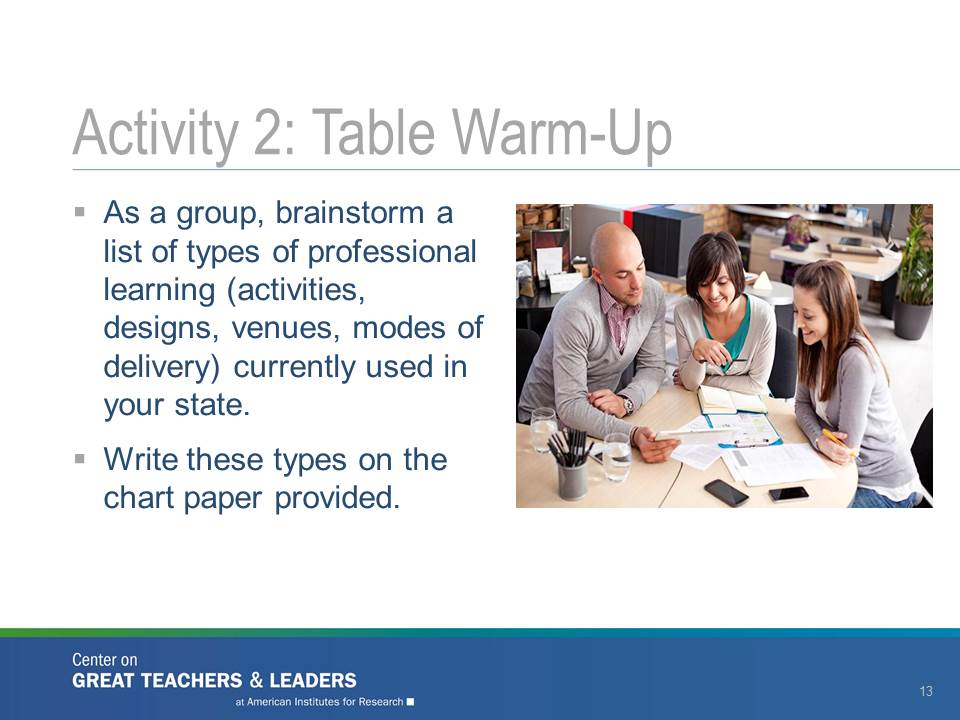 Activity 2: Table Warm-Up
▪ As a group, brainstorm a
list of types of professional
learning (activities,
designs, venues, modes of
delivery) currently used in
your state.
▪ Write these types on the
chart paper provided.
Center on
GREAT TEACHERS & LEADERS
at American Institutes for Research ■
13